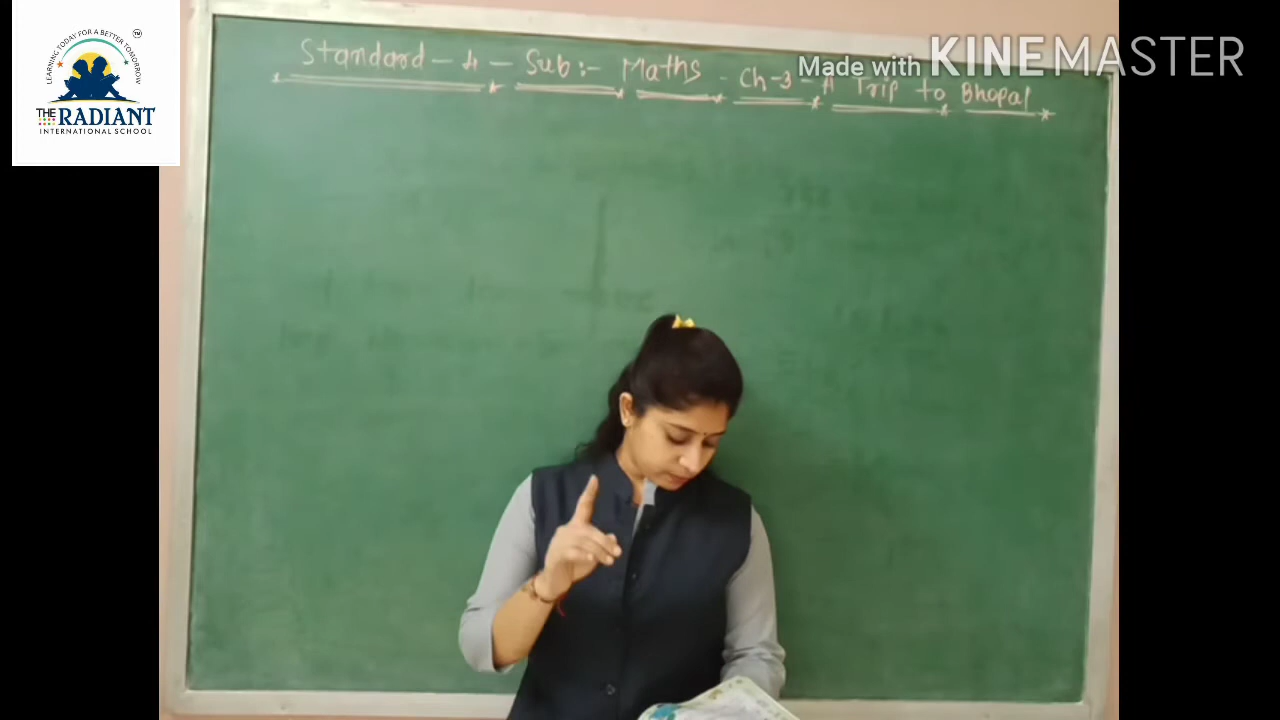 LEARNING TODAY FOR A BETTER TOMORROW
TM
THE RADIANT
INTERNATIONAL SCHOOL
Standard - 4 - Sub :- Maths - Ch-3 - A Trip to Bhopal
Made with KINEMASTER